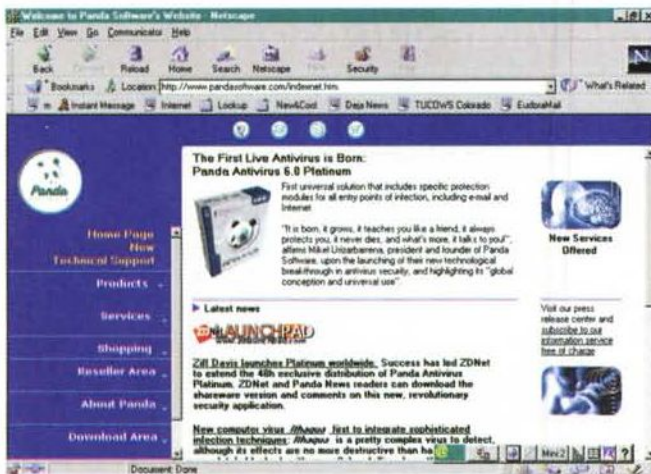 Welcome to Panda Software's Website - Netscape
File Edit View Go Communicator Help
Back Reload Home Search Netscape Security
Bookmarks Location: http://www.pandasoftware.com/indexnet.htm What's Related
m Instant Message Internet Lookup New&Cool Deja News TUCOWS Colorado EudoraMail
Panda
Home Page
New
Technical Support
Products
Services
Shopping
Reseller Area
About Panda
Download Area
The First Live Antivirus is Born:
Panda Antivirus 6.0 Platinum
First universal solution that includes specific protection
modules for all entry points of infection, including e-mail and
Internet
"It is born, it grows, it teaches you like a friend, it always
protects you, it never dies, and what's more, it talks to you!",
affirms Mikel Urizarbarrena, president and founder of Panda
Software, upon the launching of their new technological
breakthrough in antivirus security, and highlighting its "global
conception and universal use".
New Services
Offered
Latest news
LAUNCHPAD
Visit our press
release center and
subscribe to our
information service
free of charge
Ziff Davis launches Platinum worldwide. Success has led ZDNet
to extend the 48h exclusive distribution of Panda Antivirus
Platinum. ZDNet and Panda News readers can download the
shareware version and comments on this new, revolutionary
security application.
New computer virus first to integrate sophisticated
infection techniques: is a pretty complex virus to detect,
although its effects are no more destructive than
Document: Done